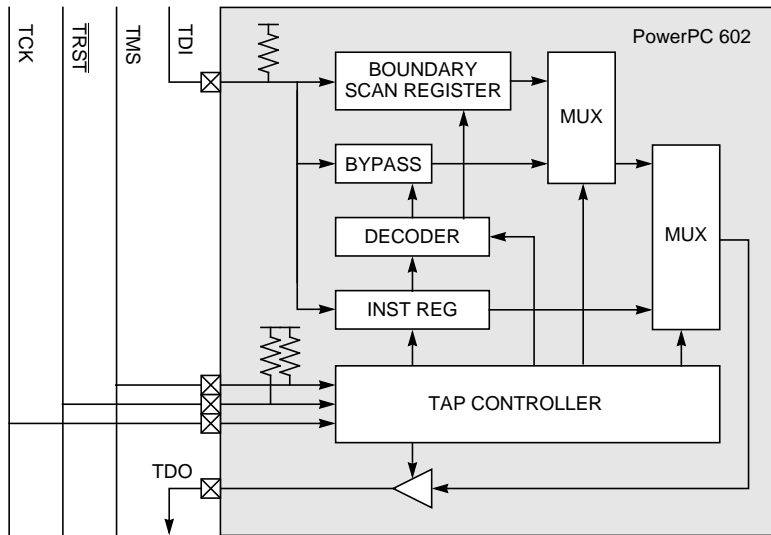 TCK
TRST
TMS
TDI
PowerPC 602
BOUNDARY
SCAN REGISTER
MUX
BYPASS
MUX
DECODER
INST REG
TAP CONTROLLER
TDO